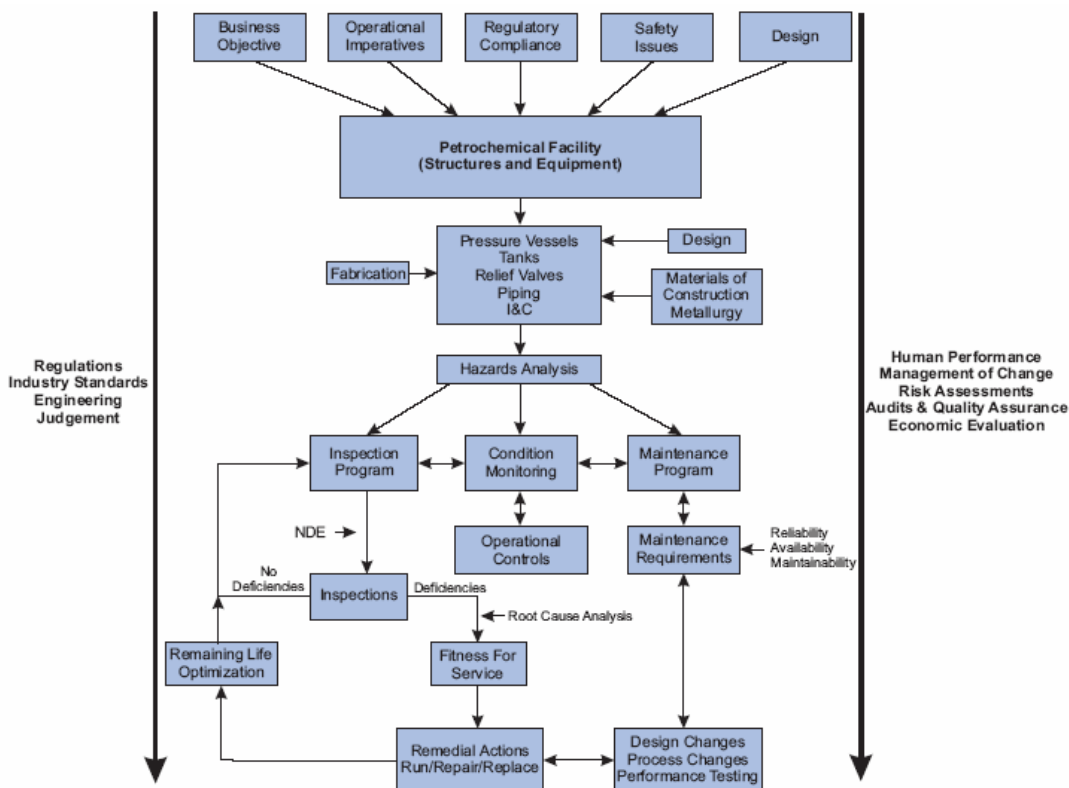 Business
Objective
Operational
Imperatives
Regulatory
Compliance
Safety
Issues
Design
Petrochemical Facility
(Structures and Equipment)
Pressure Vessels
Tanks
Relief Valves
Piping
I&C
Design
Fabrication
Materials of
Construction
Metallurgy
Hazards Analysis
Regulations
Industry Standards
Engineering
Judgement
Human Performance
Management of Change
Risk Assessments
Audits & Quality Assurance
Economic Evaluation
Inspection
Program
Condition
Monitoring
Maintenance
Program
NDE
Operational
Controls
Maintenance
Requirements
Reliability
Availability
Maintainability
No
Deficiencies
Inspections
Deficiencies
Root Cause Analysis
Remaining Life
Optimization
Fitness For
Service
Remedial Actions
Run/Repair/Replace
Design Changes
Process Changes
Performance Testing